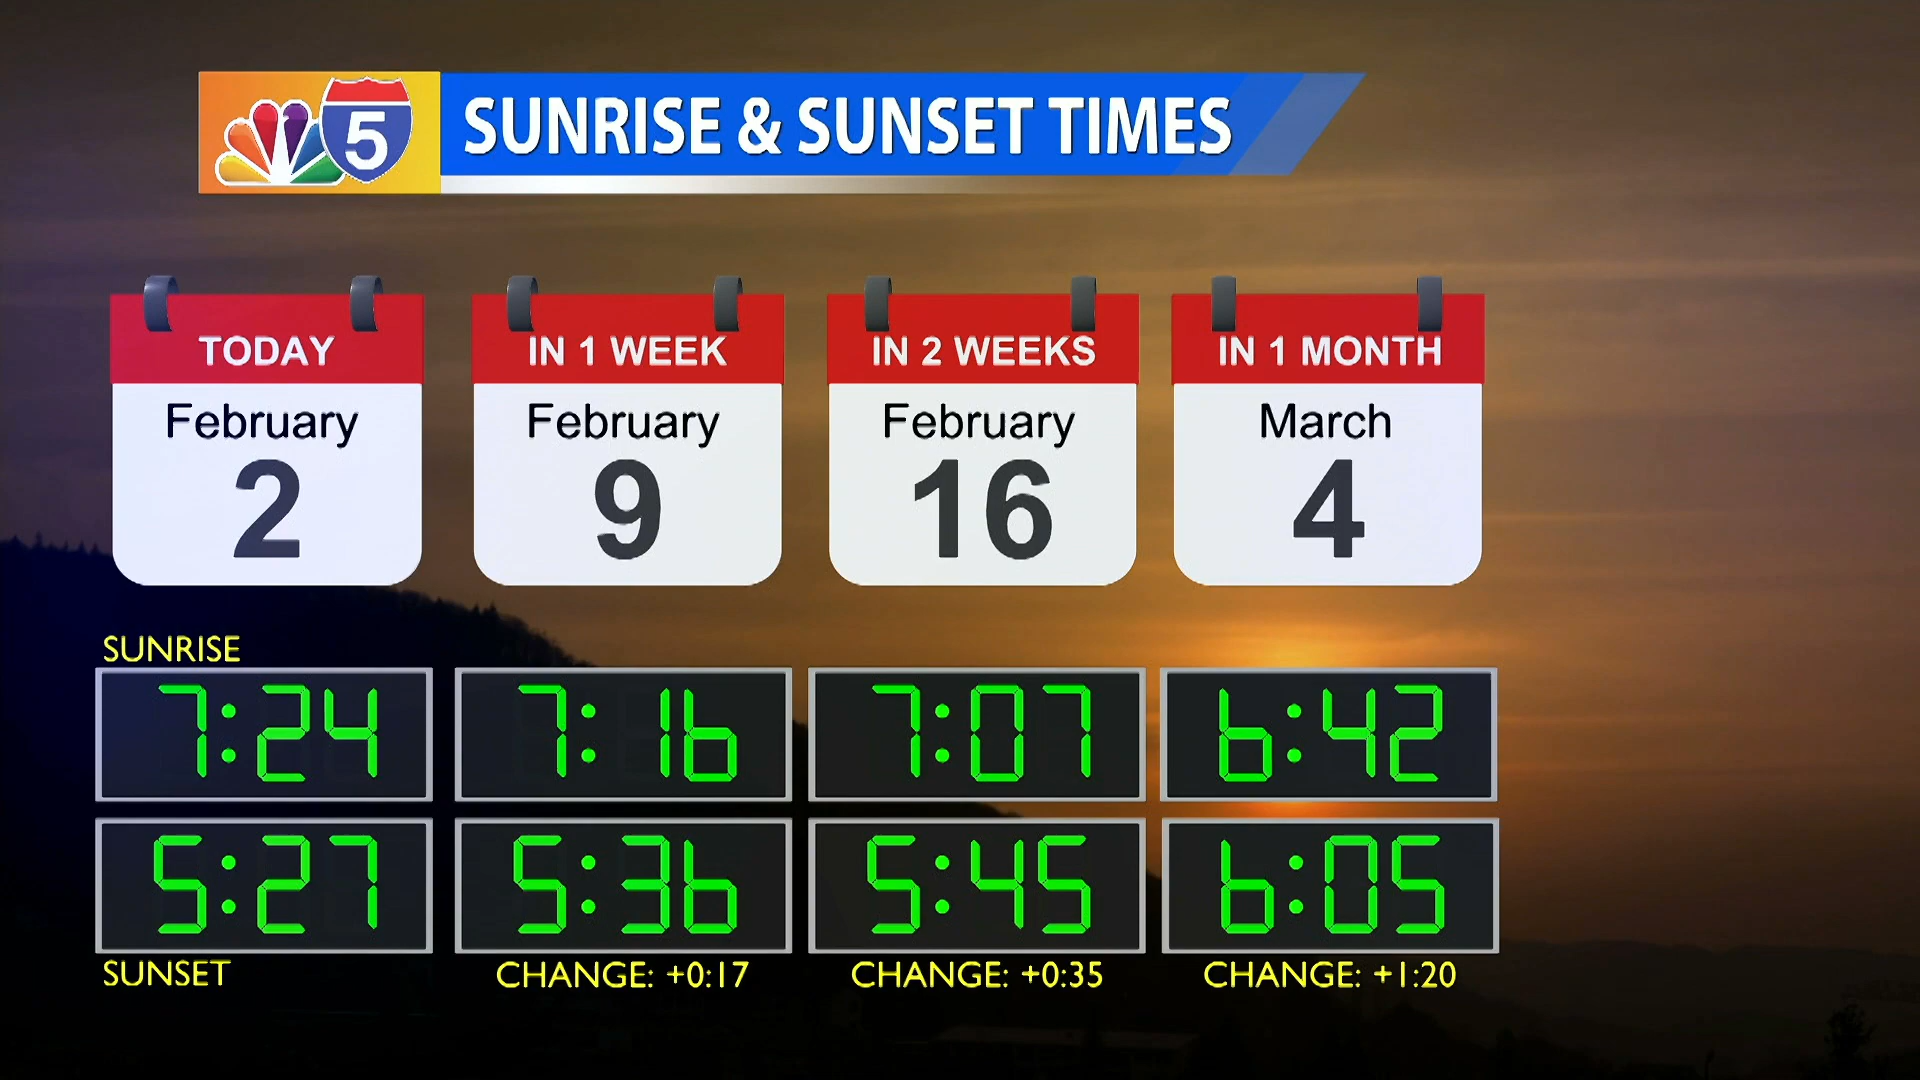 5
SUNRISE & SUNSET TIMES
TODAY
February
2
IN 1 WEEK
February
9
IN 2 WEEKS
February
16
IN 1 MONTH
March
4
SUNRISE
7:24
7:16
7:07
6:42
5:27
5:36
5:45
6:05
SUNSET
CHANGE: +0:17
CHANGE: +0:35
CHANGE: +1:20